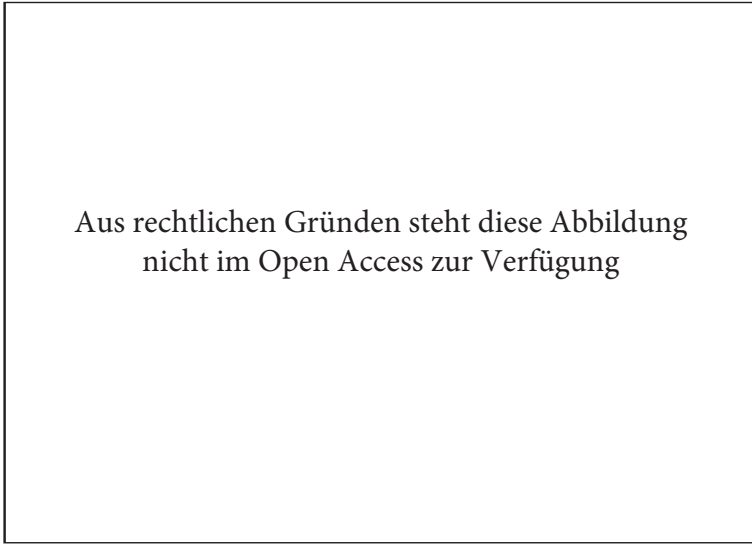 Aus rechtlichen Gründen steht diese Abbildung
nicht im Open Access zur Verfügung